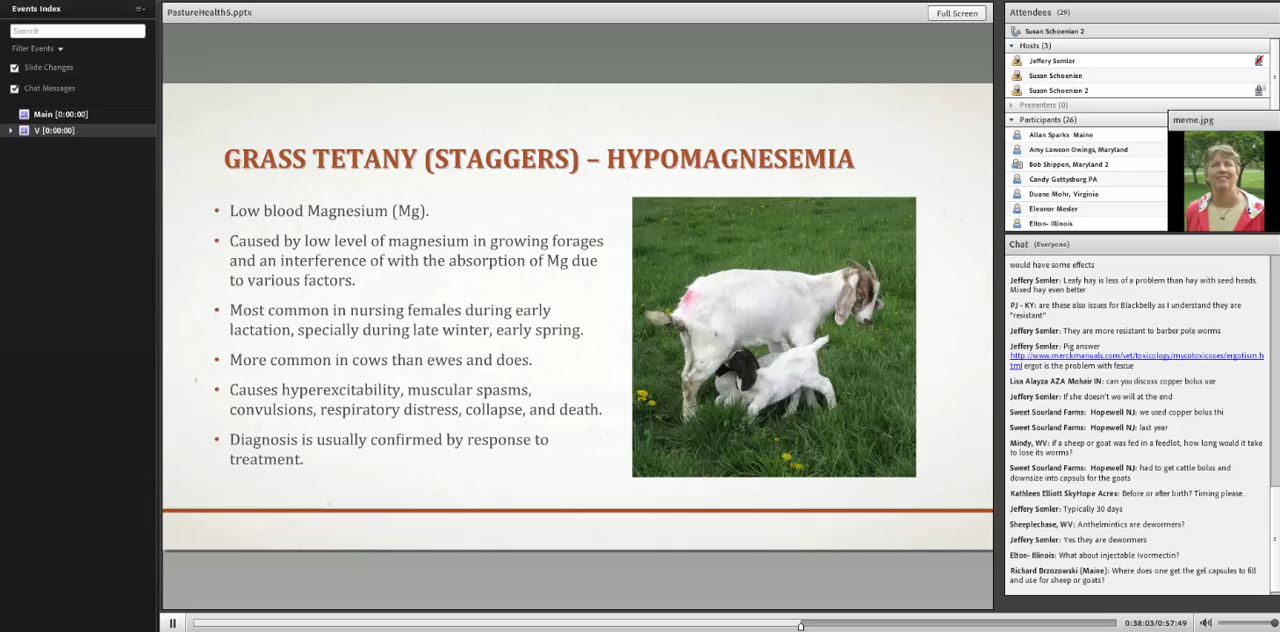 Events Index
Search
Filter Events
Slide Changes
Chat Messages
Main [0:00:00]
V [0:00:00]
PastureHealthS.pptx
Full Screen
GRASS TETANY (STAGGERS) – HYPOMAGNESEMIA
• Low blood Magnesium (Mg).
• Caused by low level of magnesium in growing forages
and an interference of with the absorption of Mg due
to various factors.
• Most common in nursing females during early
lactation, specially during late winter, early spring.
• More common in cows than ewes and does.
• Causes hyperexcitability, muscular spasms,
convulsions, respiratory distress, collapse, and death.
• Diagnosis is usually confirmed by response to
treatment.
0:38:03/0:57:49
Attendees (29)
Susan Schoenian 2
Hosts (3)
Jeffery Semler
Susan Schoenian
Susan Schoenian 2
Presenters (0)
Participants (26)
Allan Sparks Maine
Amy Lawson Owings, Maryland
Bob Shippen, Maryland 2
Candy Gettysburg PA
Duane Mohr, Virginia
Eleanor Mesler
Elton- Illinois
meme.jpg
Chat (Everyone)
would have some effects
Jeffery Semler: Leafy hay is less of a problem than hay with seed heads.
Mixed hay even better
PJ - KY: are these also issues for Blackbelly as I understand they are
"resistant"
Jeffery Semler: They are more resistant to barber pole worms
Jeffery Semler: Pig answer
http://www.merckmanuals.com/vet/toxicology/mycotoxicoses/ergotism.h
tml ergot is the problem with fescue
Lisa Alayza AZA Mohair IN: can you discuss copper bolus use
Jeffery Semler: If she doesn't we will at the end
Sweet Sourland Farms: Hopewell NJ: we used copper bolus thi
Sweet Sourland Farms: Hopewell NJ: last year
Mindy, WV: if a sheep or goat was fed in a feedlot, how long would it take
to lose its worms?
Sweet Sourland Farms: Hopewell NJ: had to get cattle bolus and
downsize into capsuls for the goats
Kathleen Elliott SkyHope Acres: Before or after birth? Timing please.
Jeffery Semler: Typically 30 days
Sheeplechase, WV: Anthelmintics are dewormers?
Jeffery Semler: Yes they are dewormers
Elton- Illinois: What about injectable Ivormectin?
Richard Brzozowski (Maine): Where does one get the gel capsules to fill
and use for sheep or goats?